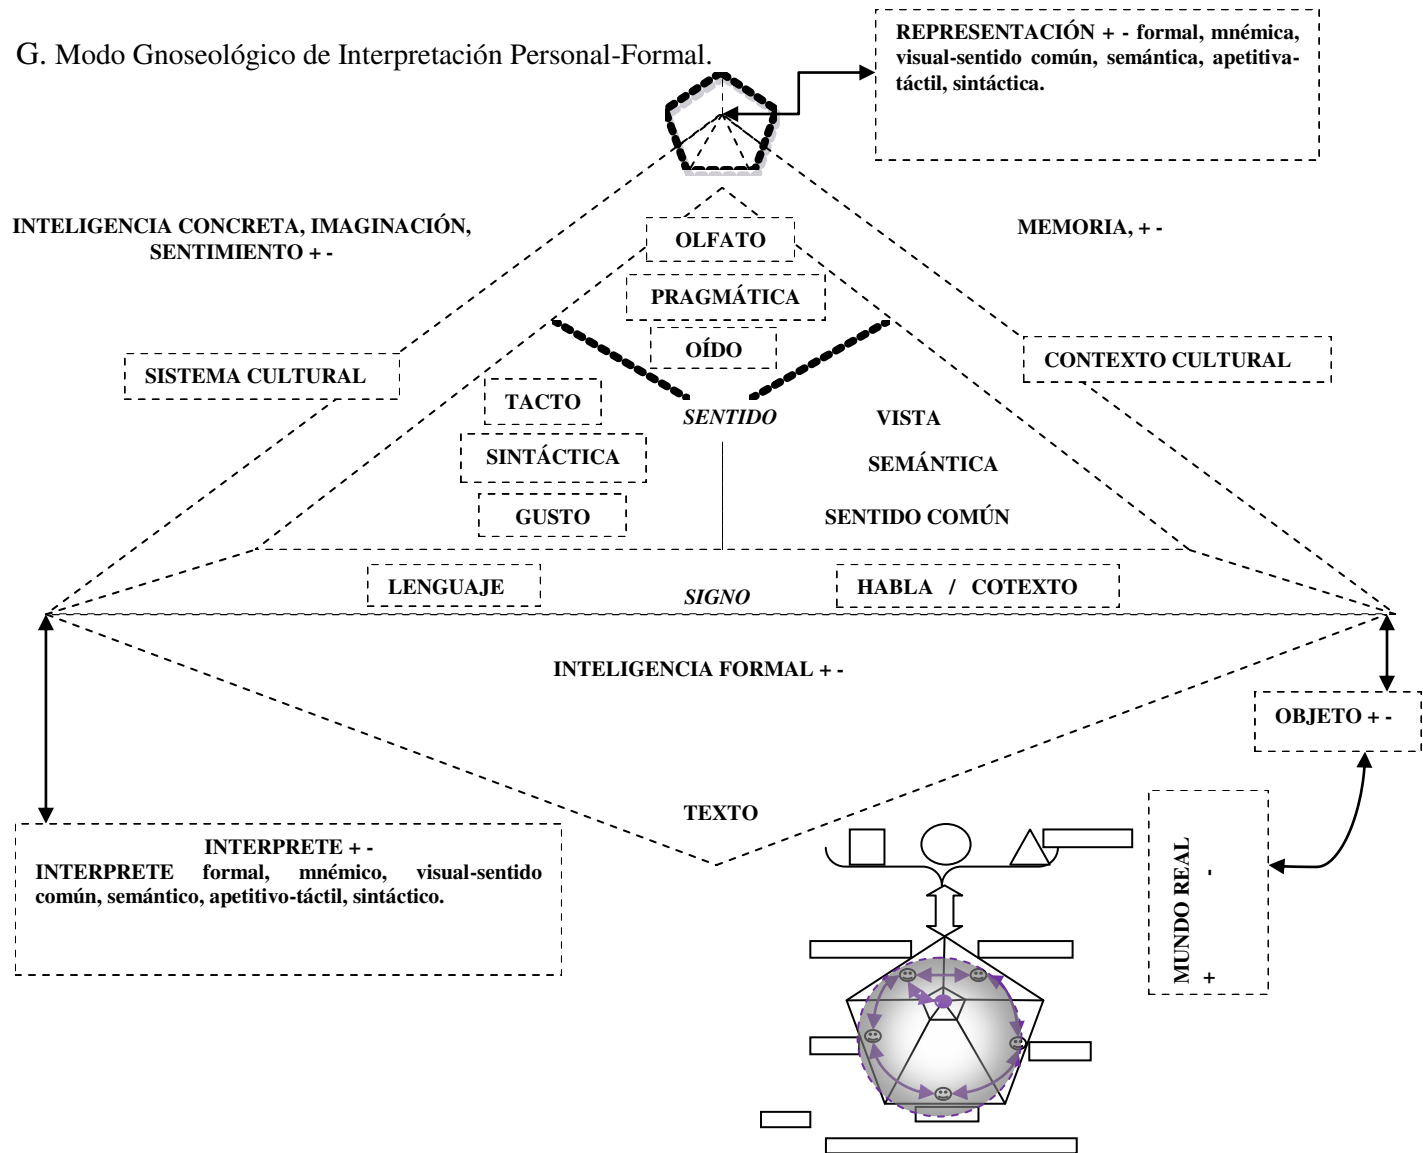 G. Modo Gnoseológico de Interpretación Personal-Formal.
REPRESENTACIÓN + - formal, mnémica,
visual-sentido común, semántica, apetitiva-
táctil, sintáctica.
INTELIGENCIA CONCRETA, IMAGINACIÓN,
SENTIMIENTO + -
MEMORIA, + -
OLFATO
PRAGMÁTICA
OÍDO
SISTEMA CULTURAL
CONTEXTO CULTURAL
TACTO
SENTIDO
VISTA
SINTÁCTICA
SEMÁNTICA
GUSTO
SENTIDO COMÚN
LENGUAJE
SIGNO
HABLA / COTEXTO
INTELIGENCIA FORMAL + -
OBJETO + -
TEXTO
INTERPRETE + -
INTERPRETE formal, mnémico, visual-sentido
común, semántico, apetitivo-táctil, sintáctico.
MUNDO REAL
+ -